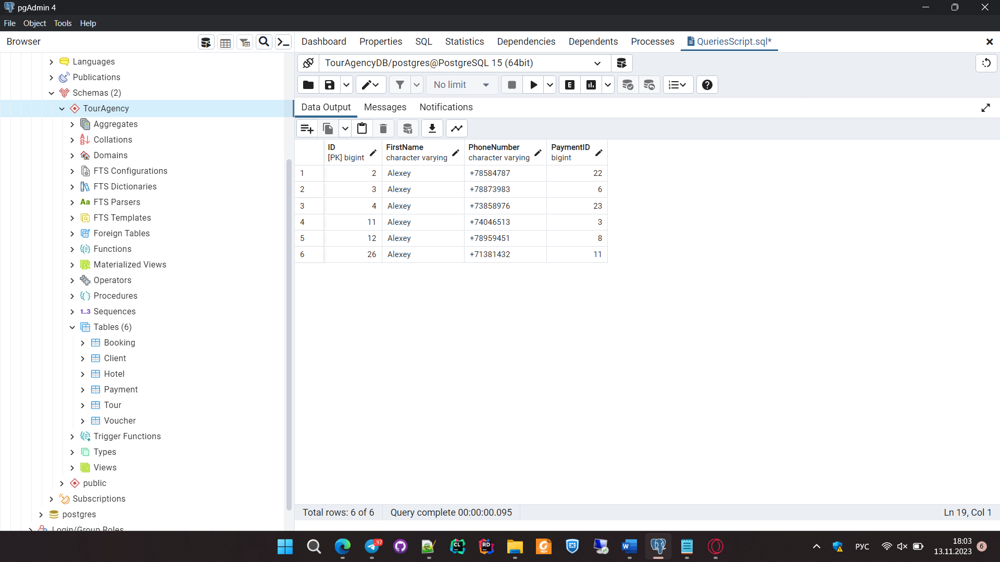 pgAdmin 4
File Object Tools Help
Browser
Dashboard Properties SQL Statistics Dependencies Dependents Processes QueriesScript.sql*
TourAgencyDB/postgres@PostgreSQL 15 (64bit)
No limit
E
Data Output Messages Notifications
Languages
Publications
Schemas (2)
TourAgency
Aggregates
Collations
Domains
FTS Configurations
FTS Dictionaries
Aa FTS Parsers
FTS Templates
Foreign Tables
Functions
Materialized Views
Operators
Procedures
1..3 Sequences
Tables (6)
Booking
Client
Hotel
Payment
Tour
Voucher
Trigger Functions
Types
Views
public
Subscriptions
postgres
Login/Group Roles
ID FirstName PhoneNumber PaymentID
[PK] bigint character varying character varying bigint
1 2 Alexey +78584787 22
2 3 Alexey +78873983 6
3 4 Alexey +73858976 23
4 11 Alexey +74046513 3
5 12 Alexey +78959451 8
6 26 Alexey +71381432 11
Total rows: 6 of 6 Query complete 00:00:00.095 Ln 19, Col 1
..97
CL
RD
PDF
W
РУС
18:03
13.11.2023
6